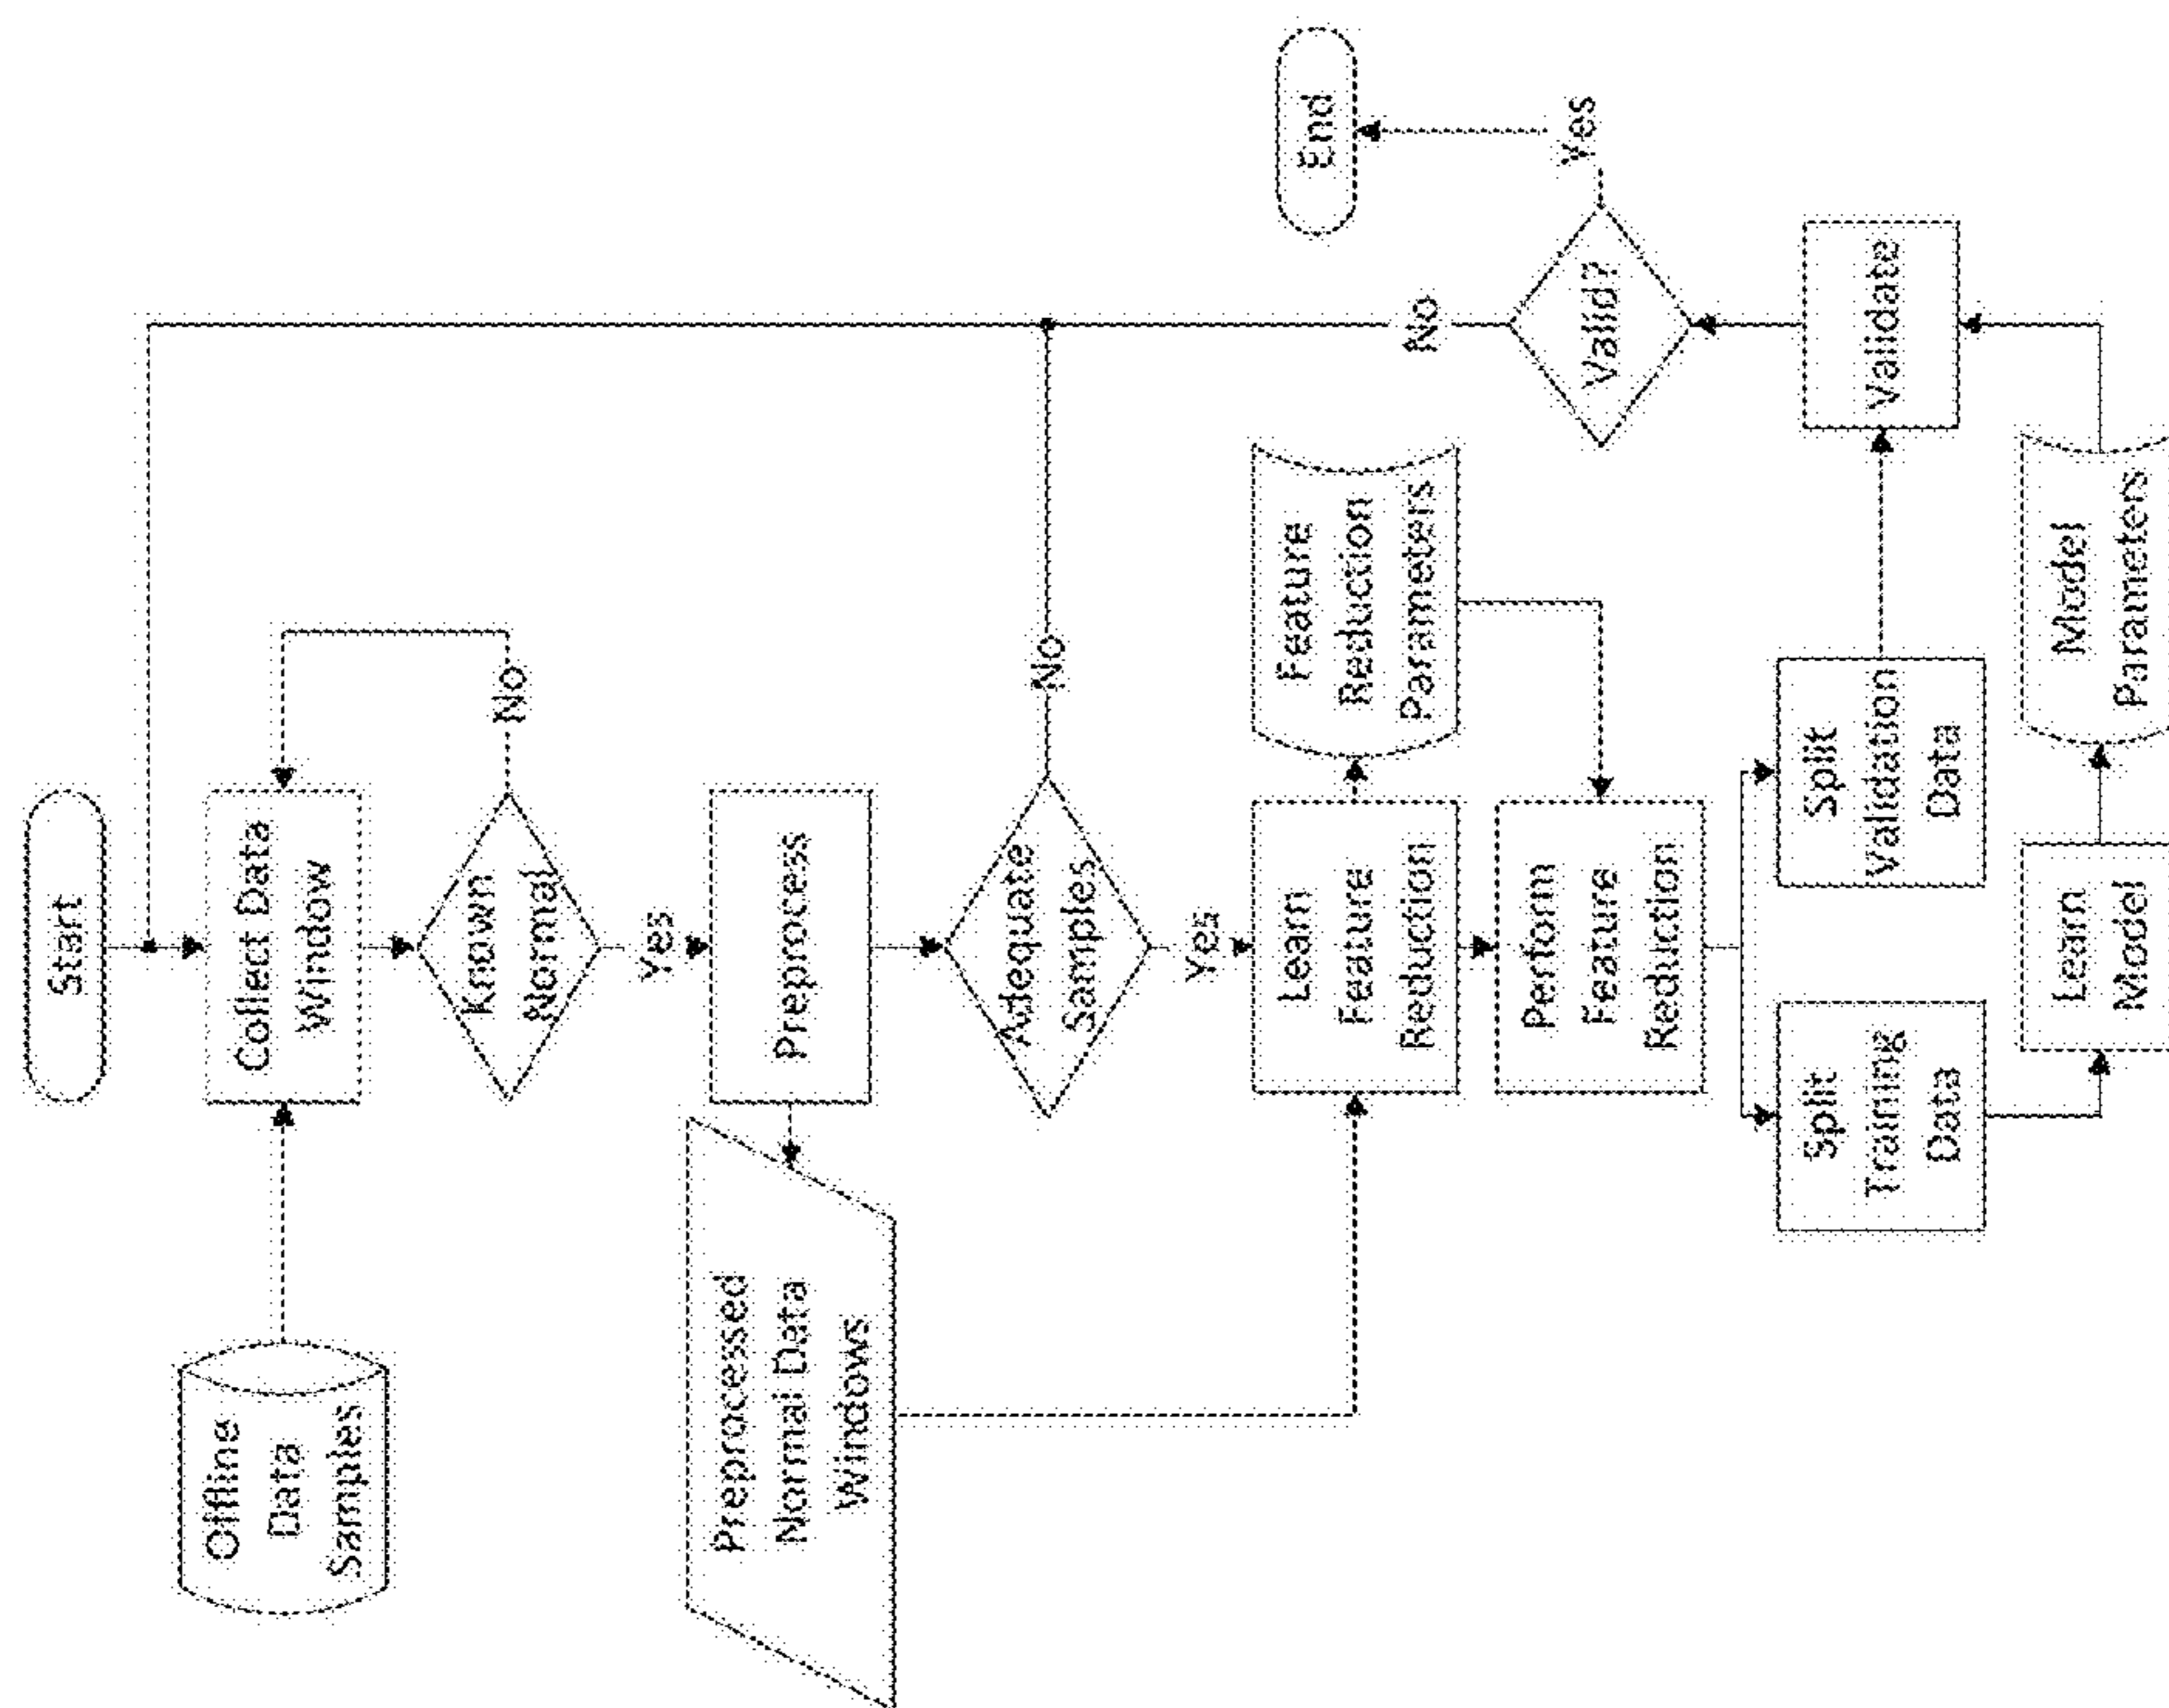 Start
Offline
Data
Samples
Collect Data
Window
Known
Normal
No
Yes
Preprocessed
Normal Data
Windows
Preprocess
Adequate
Samples
No
Yes
Learn
Feature
Reduction
Feature
Reduction
Parameters
Perform
Feature
Reduction
Split
Training
Data
Split
Validation
Data
Learn
Model
Model
Parameters
Validate
Valid?
No
Yes
End